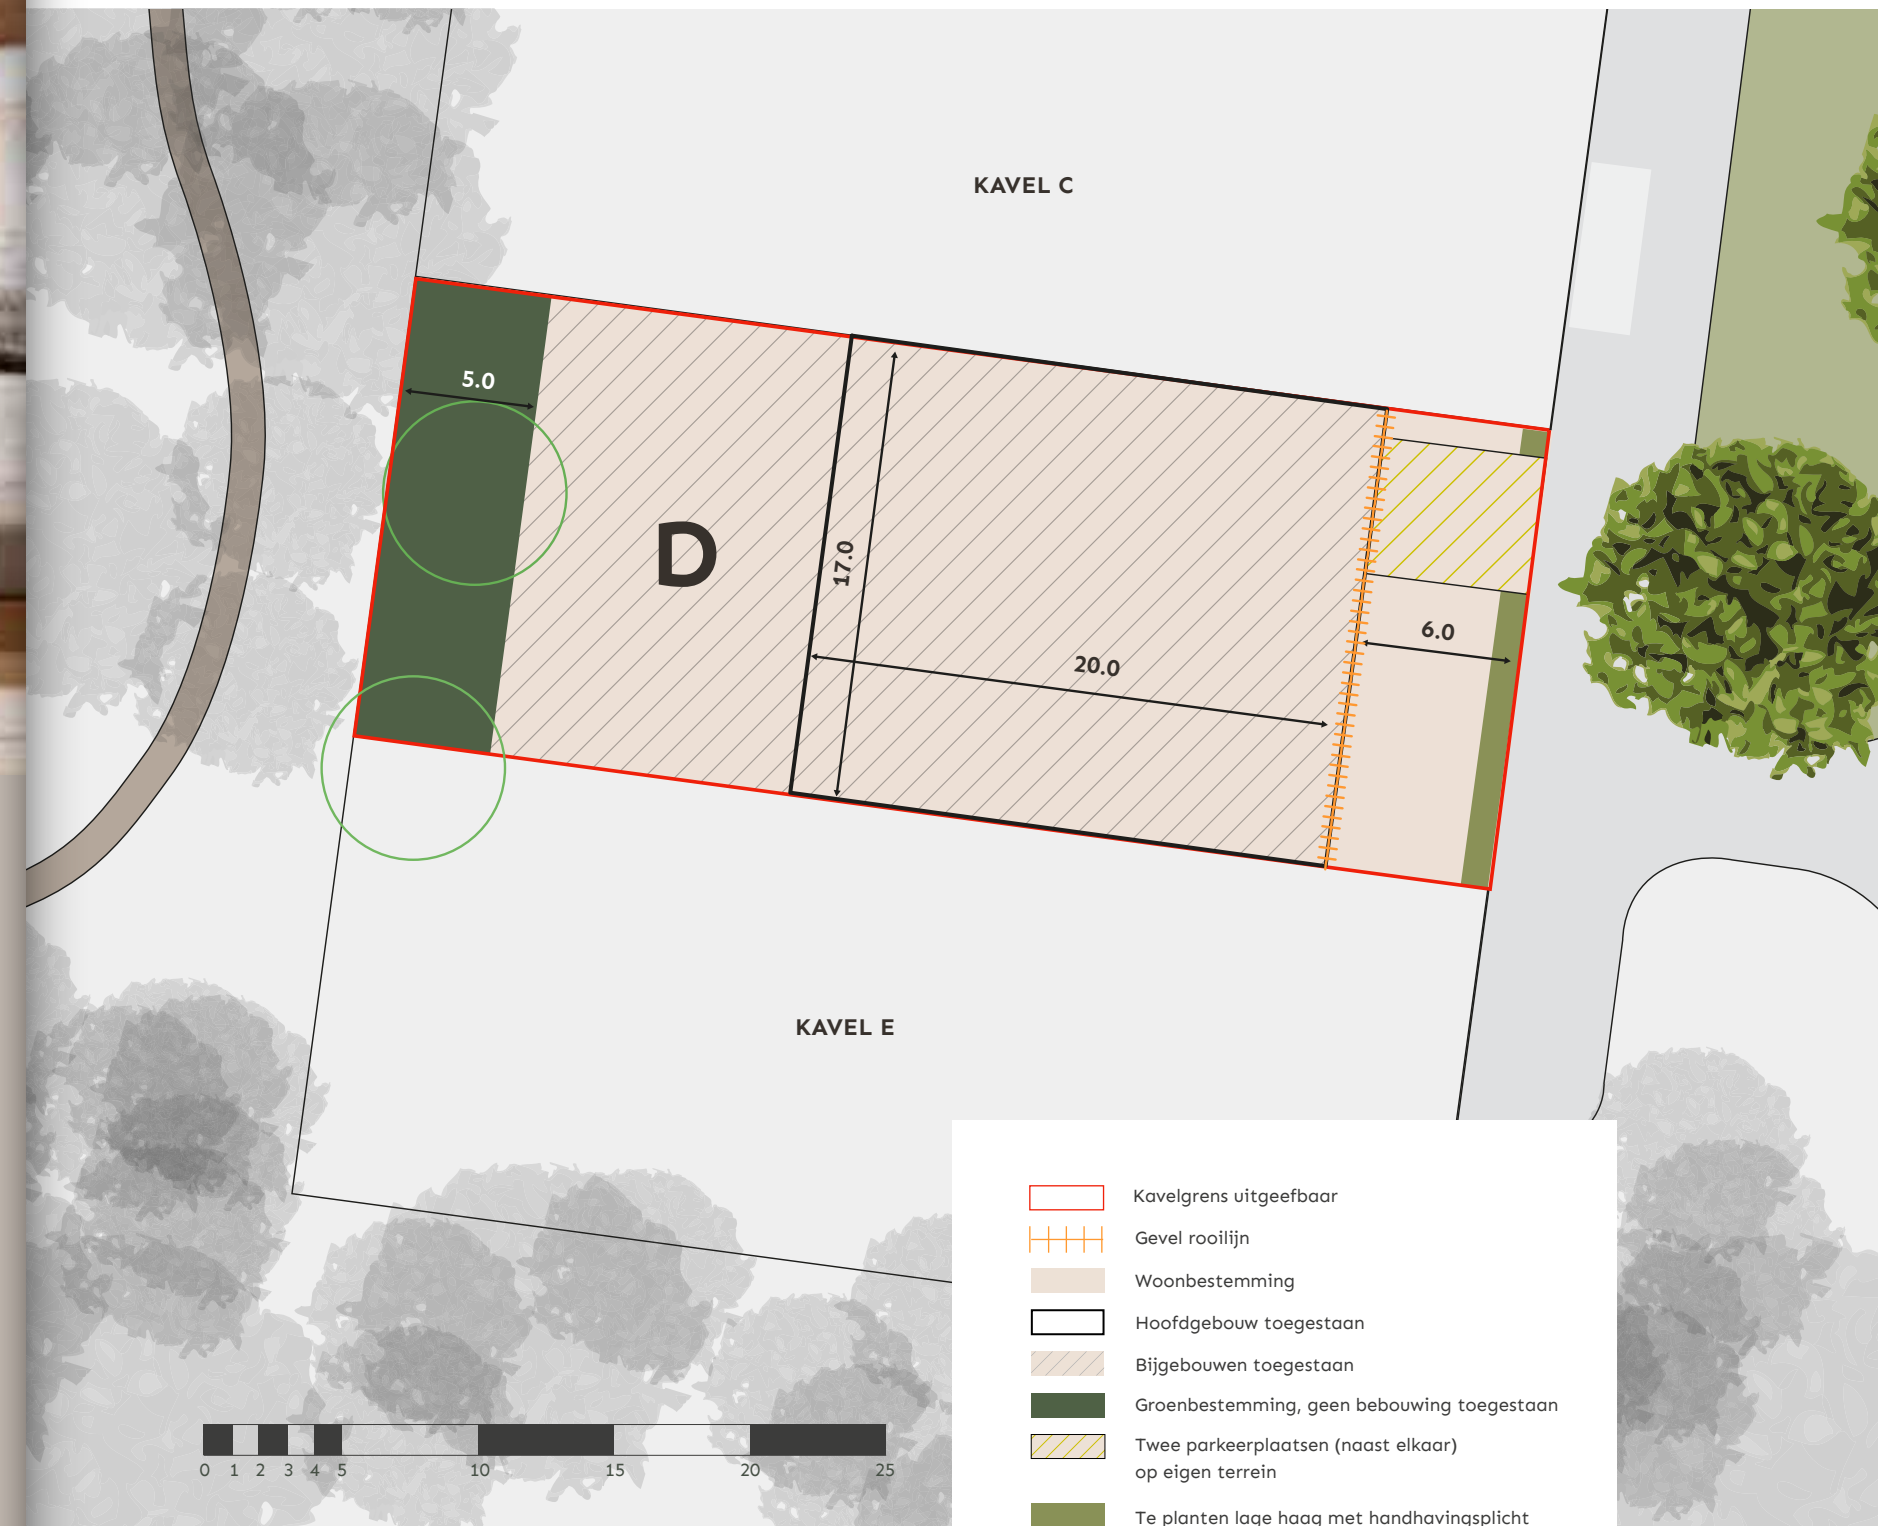 KAVEL C
5.0
D
17.0
20.0
6.0
KAVEL E
Kavelgrens uitgeefbaar
Gevel rooilijn
Woonbestemming
Hoofdgebouw toegestaan
Bijgebouwen toegestaan
Groenbestemming, geen bebouwing toegestaan
Twee parkeerplaatsen (naast elkaar)
op eigen terrein
Te planten lage haag met handhavingsplicht
0 1 2 3 4 5 10 15 20 25